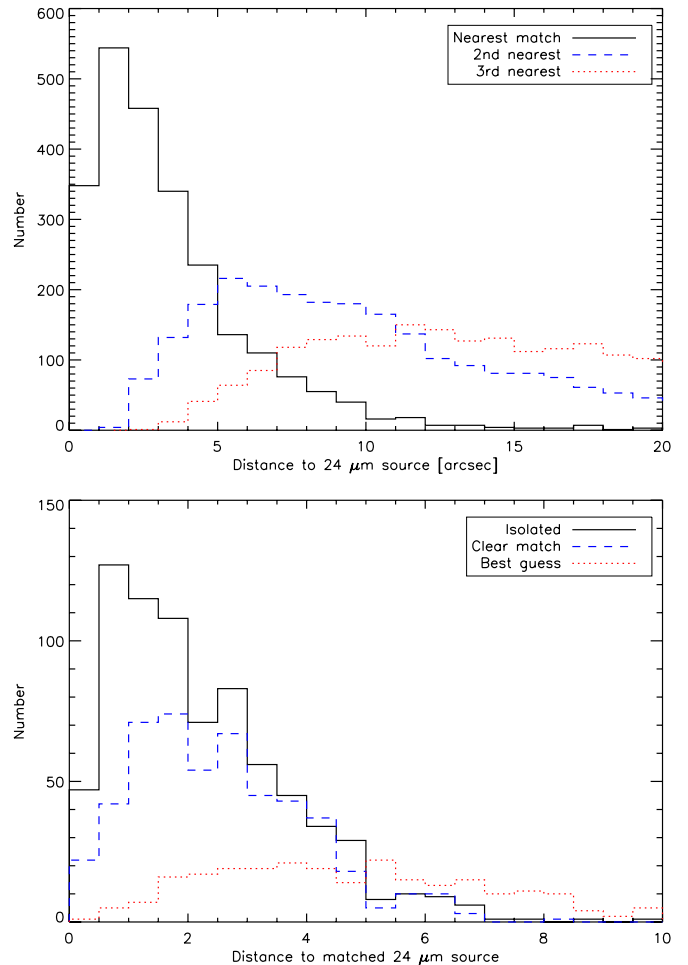 600
500
400
300
200
100
0
Number
Nearest match
2nd nearest
3rd nearest
0 5 10 15 20
Distance to 24 μm source [arcsec]
150
100
50
0
Number
Isolated
Clear match
Best guess
0 2 4 6 8 10
Distance to matched 24 μm source